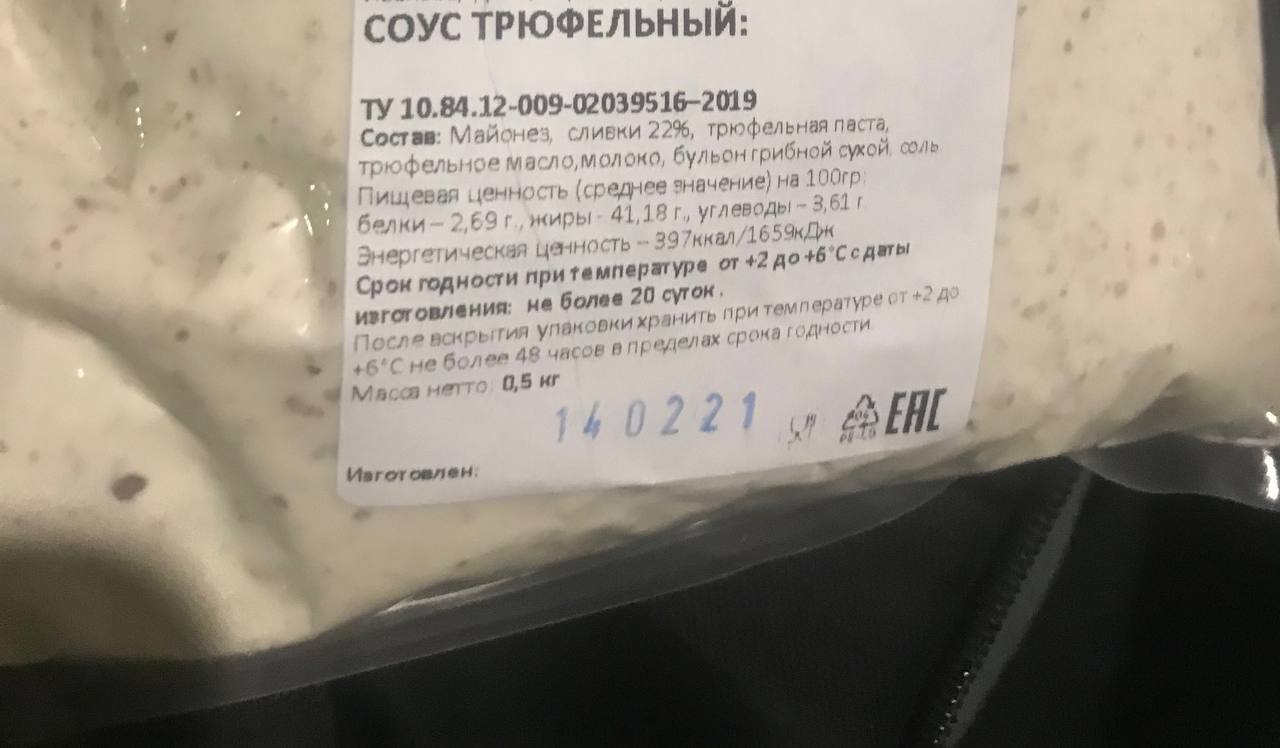 СОУС ТРЮФЕЛЬНЫЙ:
ТУ 10.84.12-009-02039516–2019
Состав: Майонез, сливки 22%, трюфельная паста,
трюфельное масло,молоко, бульон грибной сухой, соль.
Пищевая ценность (среднее значение) на 100гр:
белки – 2,69 г., жиры - 41,18 г., углеводы – 3,61 г.
Энергетическая ценность – 397ккал/1659кДж
Срок годности при температуре от +2 до +6°С с даты
изготовления: не более 20 суток.
После вскрытия упаковки хранить при температуре от +2 до
+6°С не более 48 часов в пределах срока годности.
Масса нетто: 0,5 кг
140221
EAC
Изготовлен: